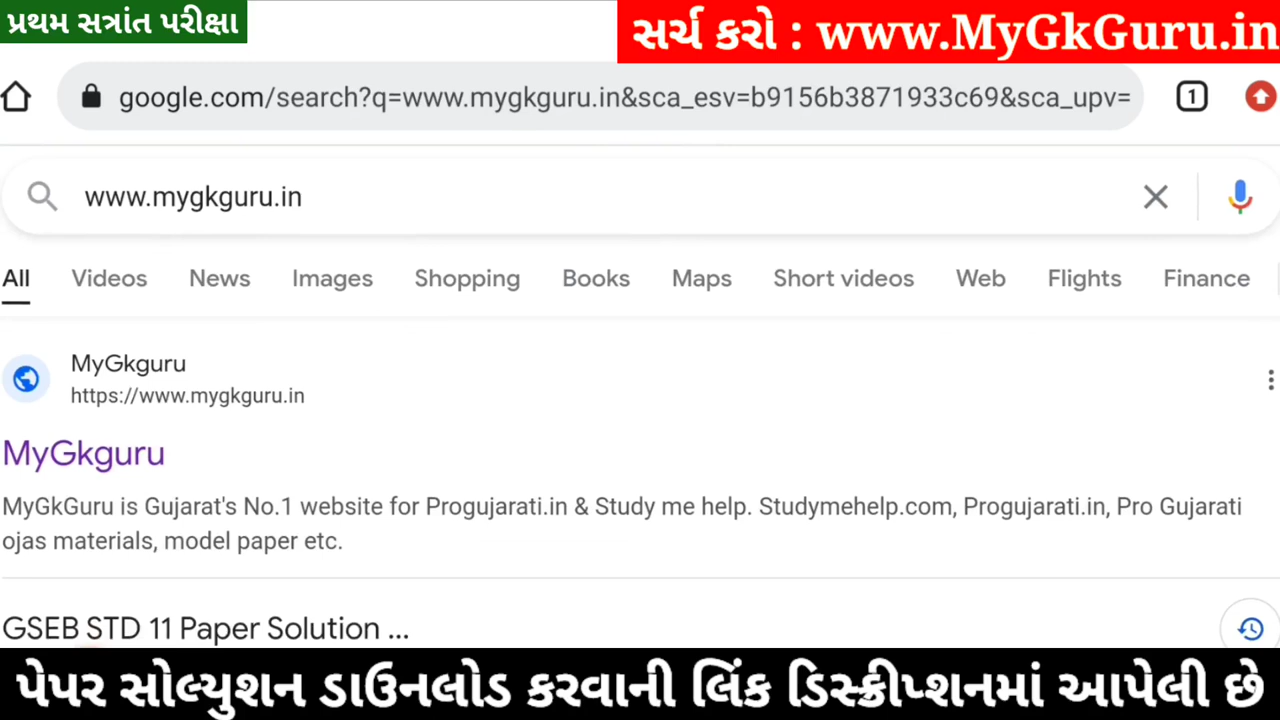 પ્રથમ સત્રાંત પરીક્ષા
સર્ચ કરો : www.MyGkGuru.in
google.com/search?q=www.mygkguru.in&sca_esv=b9156b3871933c69&sca_upv=
1
www.mygkguru.in
All Videos News Images Shopping Books Maps Short videos Web Flights Finance
MyGkguru
https://www.mygkguru.in
MyGkguru
MyGkGuru is Gujarat's No.1 website for Progujarati.in & Study me help. Studymehelp.com, Progujarati.in, Pro Gujarati
ojas materials, model paper etc.
GSEB STD 11 Paper Solution ...
પેપર સોલ્યુશન ડાઉનલોડ કરવાની લિંક ડિસ્ક્રીપ્શનમાં આપેલી છે